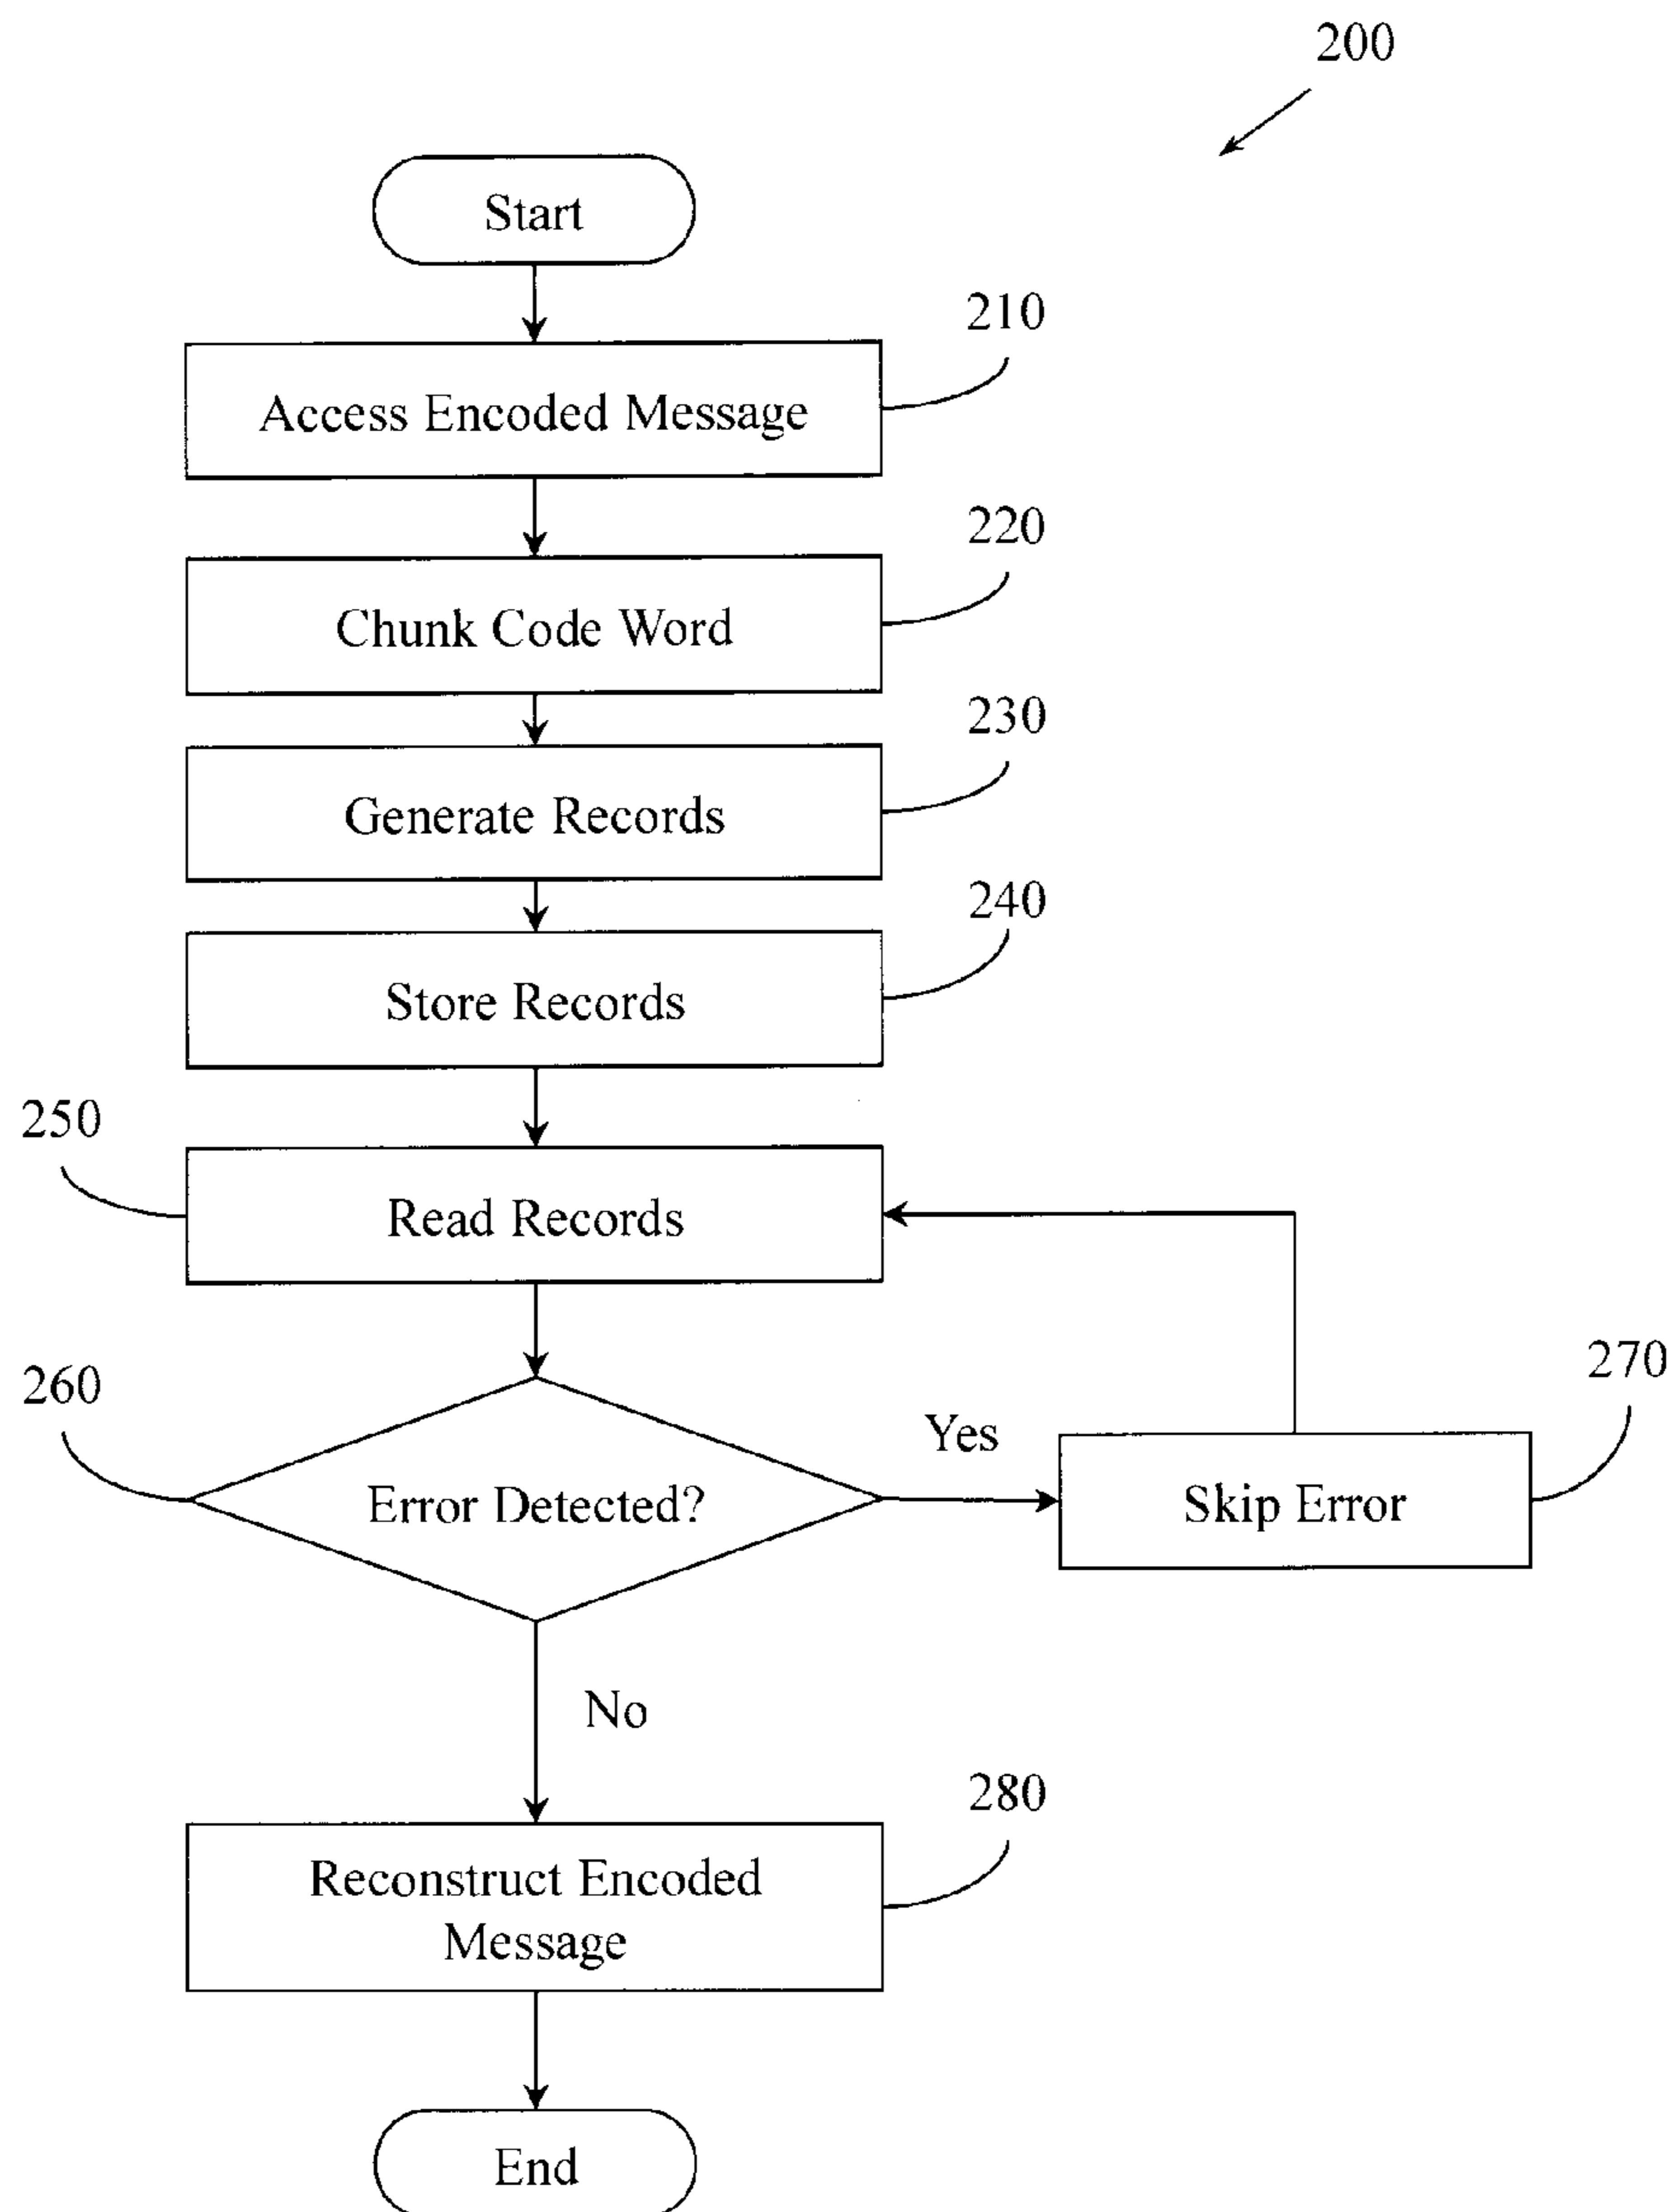 200
Start
210
Access Encoded Message
220
Chunk Code Word
230
Generate Records
240
Store Records
250
Read Records
260
Error Detected?
Yes
270
Skip Error
No
280
Reconstruct Encoded
Message
End